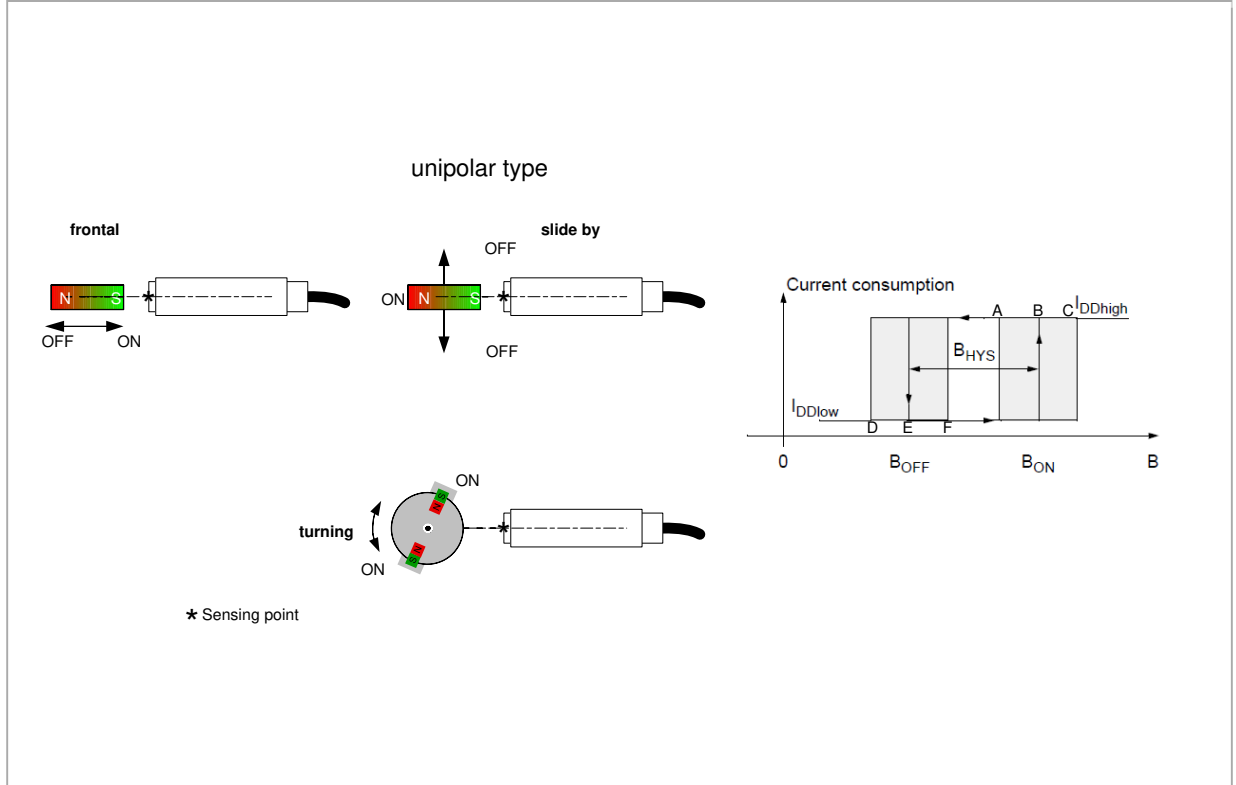 unipolar type
frontal
N S
OFF ON
slide by
OFF
ON N S
OFF
turning
ON
N S
N S
ON
* Sensing point
Current consumption
A B C IDDhigh
BHYS
IDDlow
D E F
0 BOFF BON B